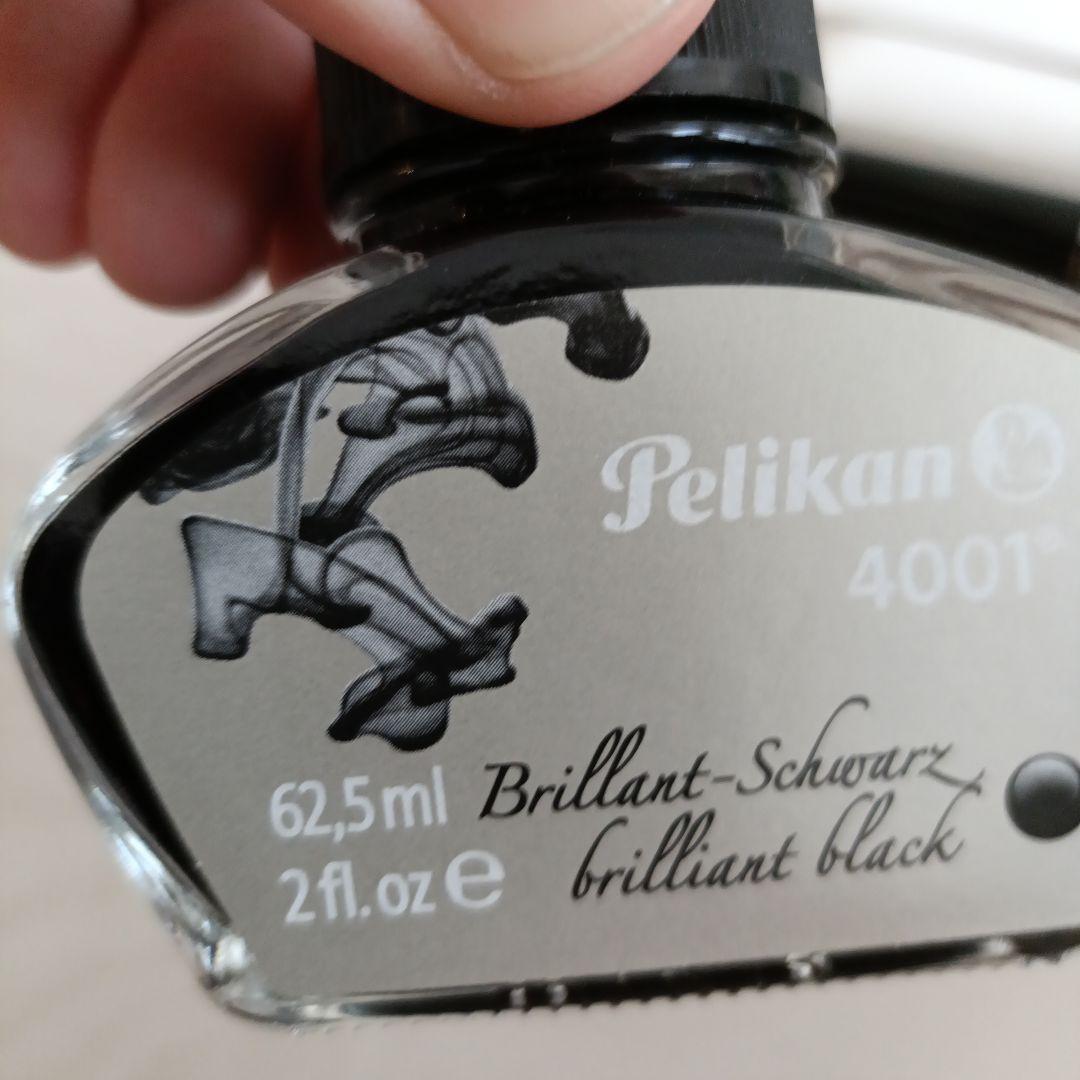 Pelikan
4001®
62,5ml Brillant-Schwarz
2fl.oz℮ brilliant black